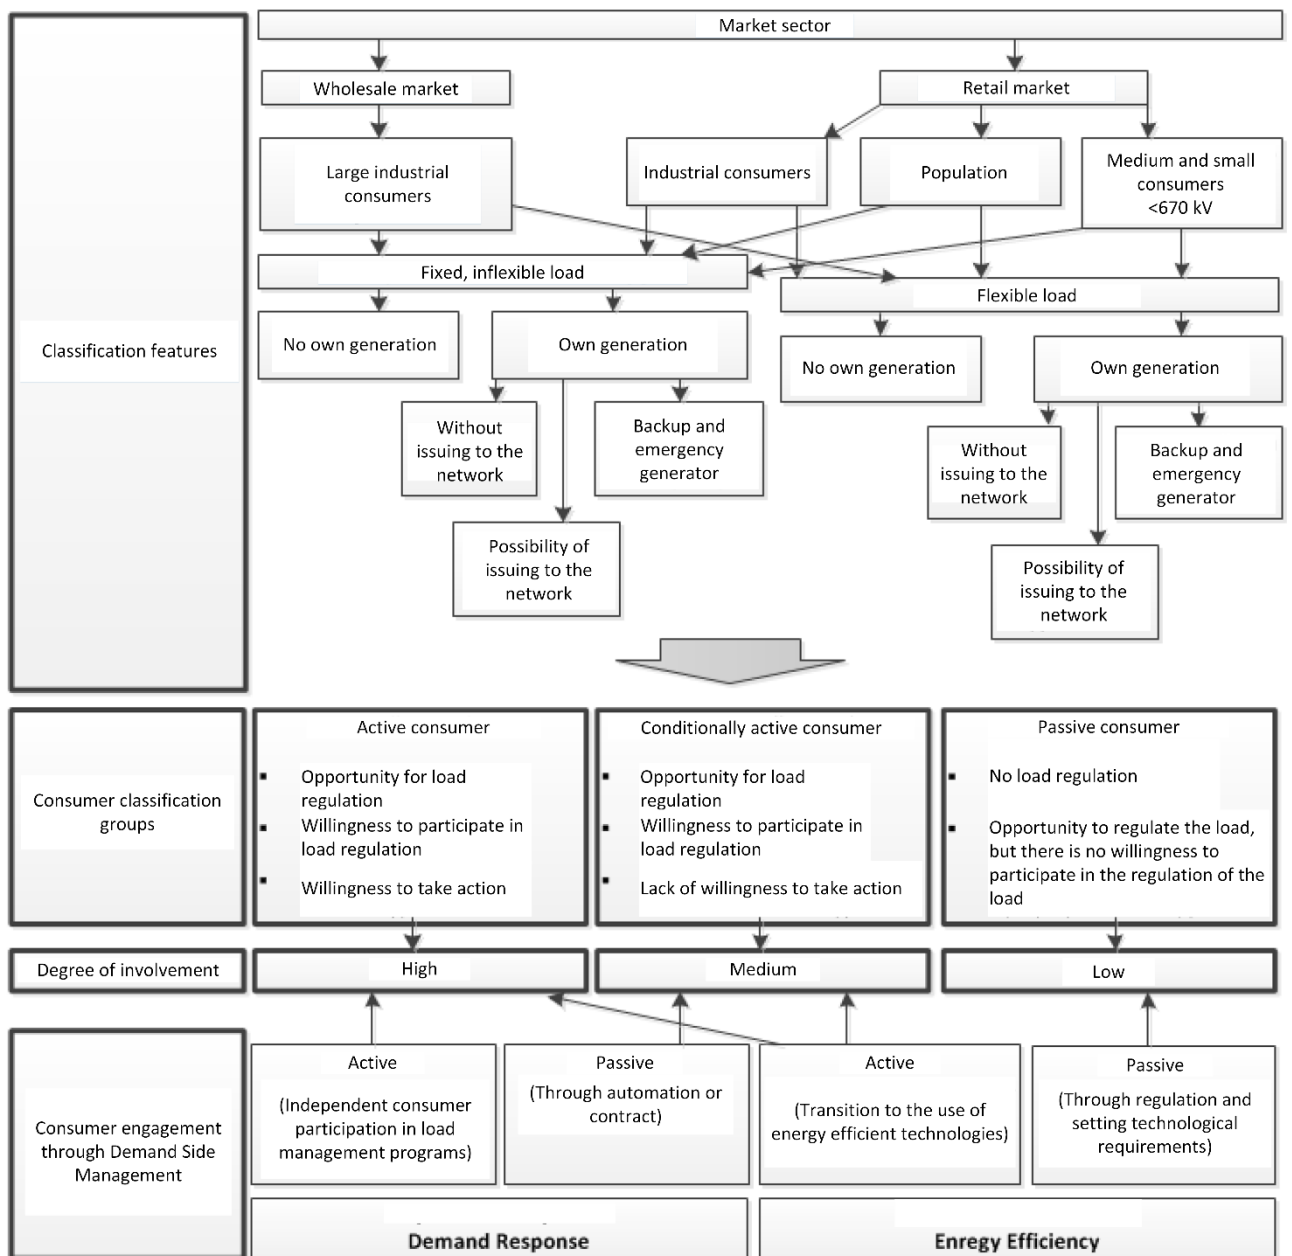 Market sector
Wholesale market
Retail market
Large industrial
consumers
Industrial consumers
Population
Medium and small
consumers
<670 kV
Fixed, inflexible load
Flexible load
Classification features
No own generation
Own generation
No own generation
Own generation
Without
issuing to the
network
Backup and
emergency
generator
Without
issuing to the
network
Backup and
emergency
generator
Possibility of
issuing to the
network
Possibility of
issuing to the
network
Consumer classification
groups
Active consumer
▪ Opportunity for load
regulation
▪ Willingness to participate in
load regulation
▪ Willingness to take action
Conditionally active consumer
▪ Opportunity for load
regulation
▪ Willingness to participate in
load regulation
▪ Lack of willingness to take action
Passive consumer
▪ No load regulation
▪ Opportunity to regulate the load,
but there is no willingness to
participate in the regulation of the
load
Degree of involvement
High
Medium
Low
Consumer engagement
through Demand Side
Management
Active
(Independent consumer
participation in load
management programs)
Passive
(Through automation or
contract)
Active
(Transition to the use of
energy efficient technologies)
Passive
(Through regulation and
setting technological
requirements)
Demand Response
Enregy Efficiency